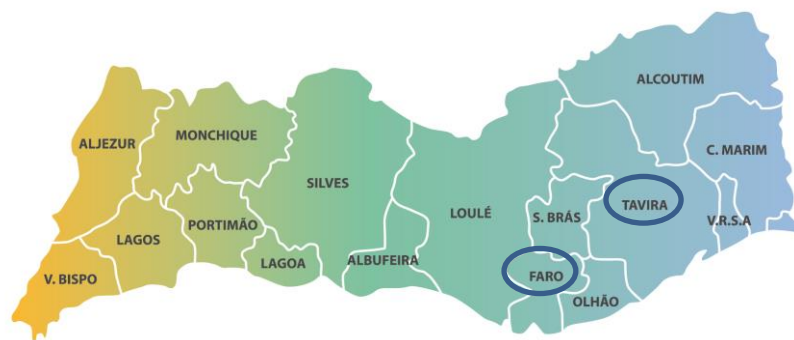 ALCOUTIM
ALJEZUR
MONCHIQUE
C. MARIM
SILVES
TAVIRA
LOULÉ
S. BRÁS
V.R.S.A
PORTIMÃO
LAGOS
LAGOA
ALBUFEIRA
V. BISPO
FARO
OLHÃO